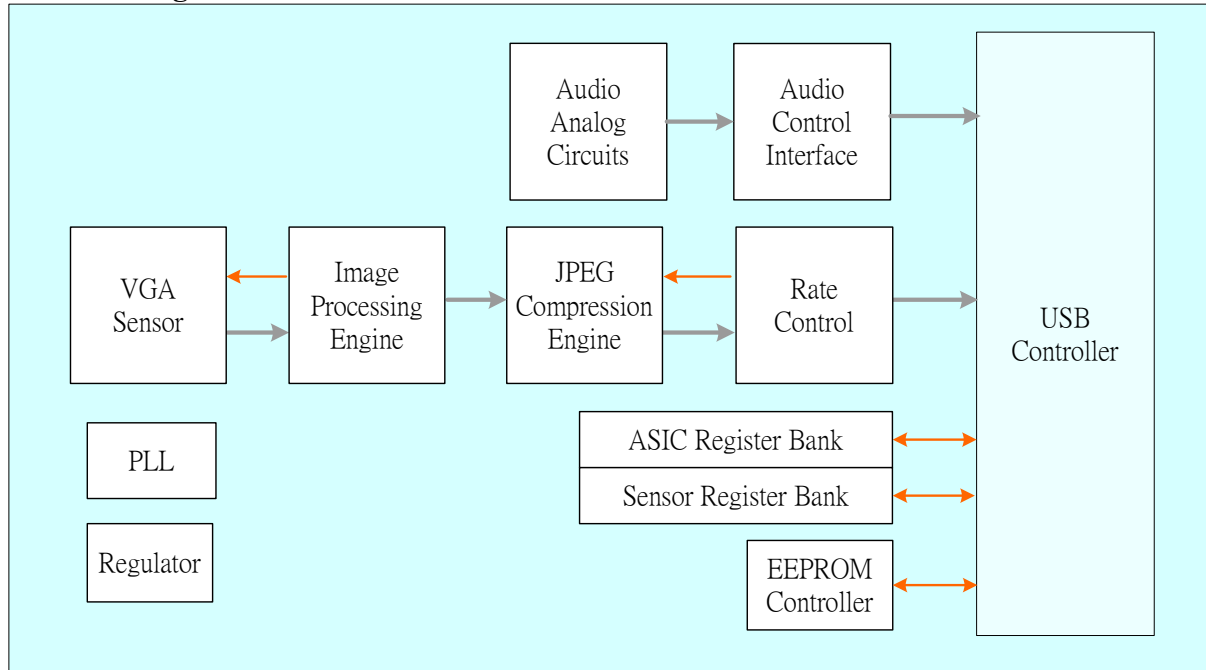 Audio
Analog
Circuits
Audio
Control
Interface
VGA
Sensor
Image
Processing
Engine
JPEG
Compression
Engine
Rate
Control
USB
Controller
PLL
Regulator
ASIC Register Bank
Sensor Register Bank
EEPROM
Controller